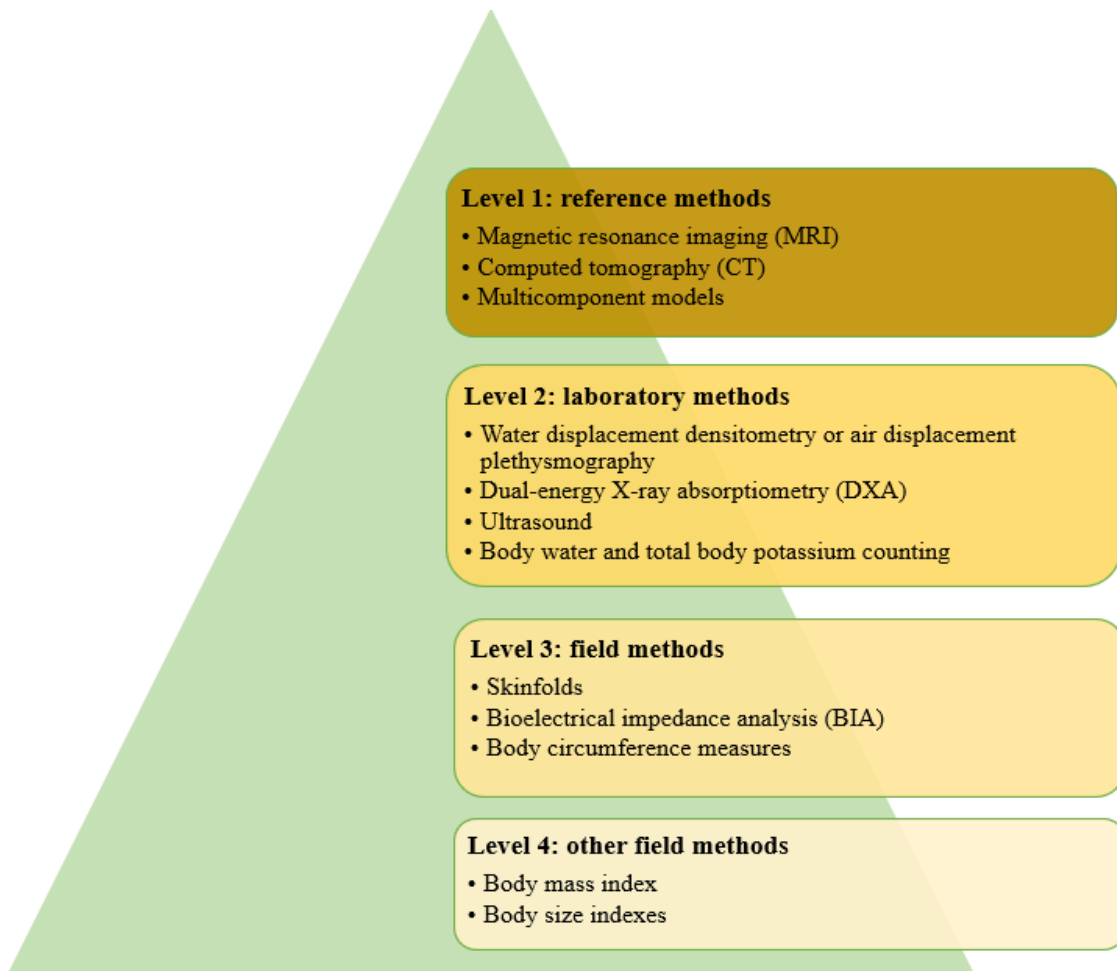 Level 1: reference methods
• Magnetic resonance imaging (MRI)
• Computed tomography (CT)
• Multicomponent models
Level 2: laboratory methods
• Water displacement densitometry or air displacement
plethysmography
• Dual-energy X-ray absorptiometry (DXA)
• Ultrasound
• Body water and total body potassium counting
Level 3: field methods
• Skinfolds
• Bioelectrical impedance analysis (BIA)
• Body circumference measures
Level 4: other field methods
• Body mass index
• Body size indexes